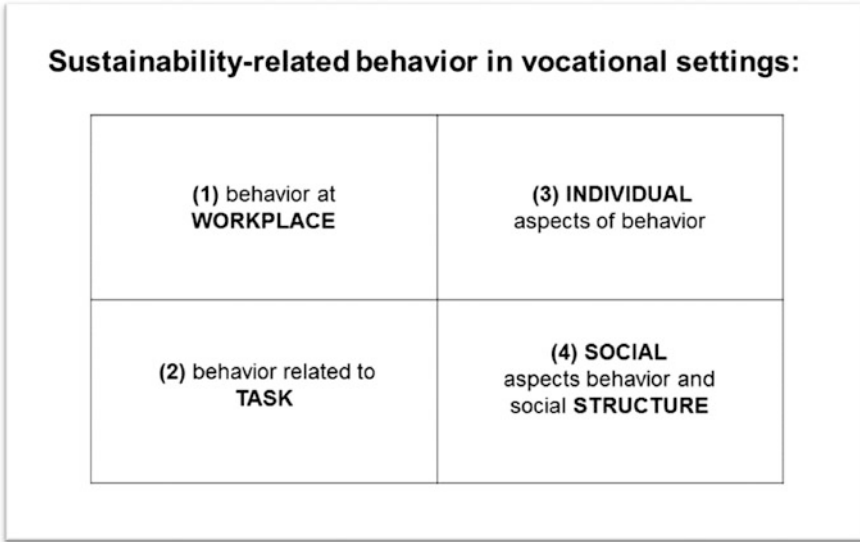 Sustainability-related behavior in vocational settings:
(1) behavior at
WORKPLACE
(2) behavior related to
TASK
(3) INDIVIDUAL
aspects of behavior
(4) SOCIAL
aspects behavior and
social STRUCTURE